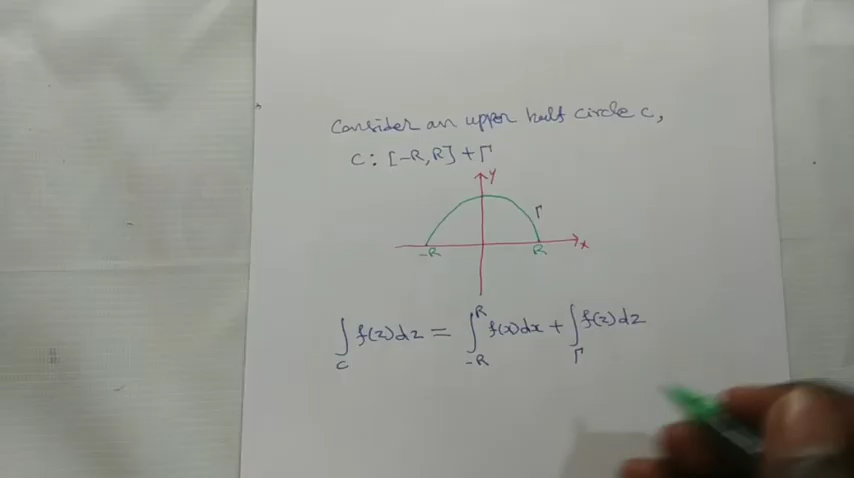 Consider an upper half circle C,
C : [-R, R] + Γ
y
Γ
-R R x
∫_C f(z) dz = ∫_{-R}^{R} f(x) dx + ∫_Γ f(z) dz